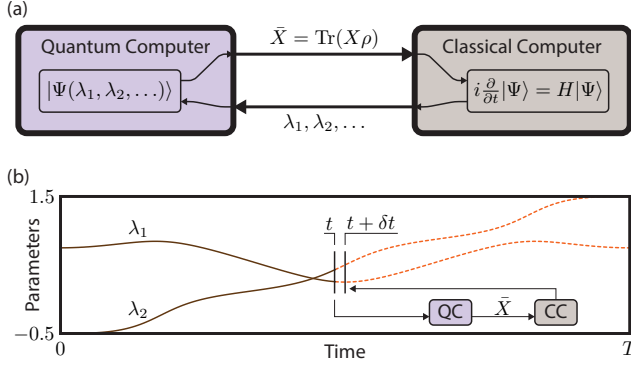 (a)
Quantum Computer
|Ψ(λ₁, λ₂, . . .)⟩
X̄ = Tr(Xρ)
λ₁, λ₂, . . .
Classical Computer
i ∂/∂t |Ψ⟩ = H|Ψ⟩
(b)
1.5
Parameters
−0.5
λ₁
λ₂
t
t + δt
QC
X̄
CC
0
Time
T